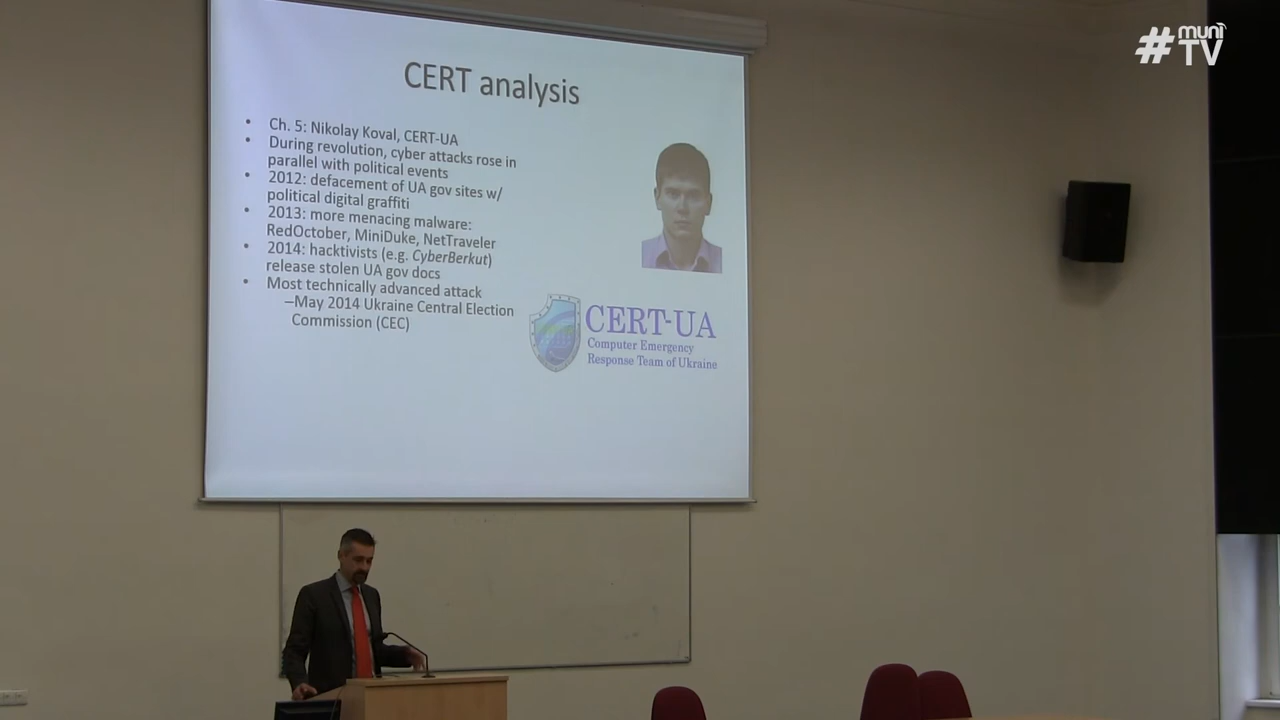 #muni
TV
CERT analysis
• Ch. 5: Nikolay Koval, CERT-UA
• During revolution, cyber attacks rose in
parallel with political events
• 2012: defacement of UA gov sites w/
political digital graffiti
• 2013: more menacing malware:
RedOctober, MiniDuke, NetTraveler
• 2014: hacktivists (e.g. CyberBerkut)
release stolen UA gov docs
• Most technically advanced attack
–May 2014 Ukraine Central Election
Commission (CEC)
CERT-UA
Computer Emergency
Response Team of Ukraine